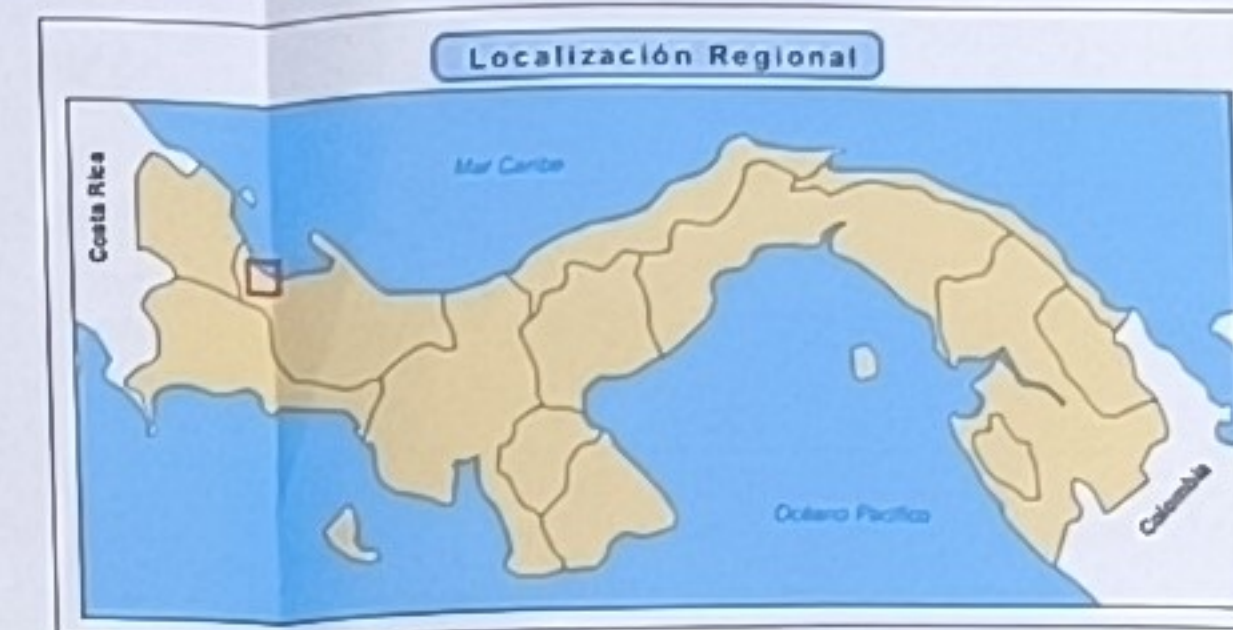 Localización Regional
Costa Rica
Mar Caribe
Océano Pacífico
Colombia